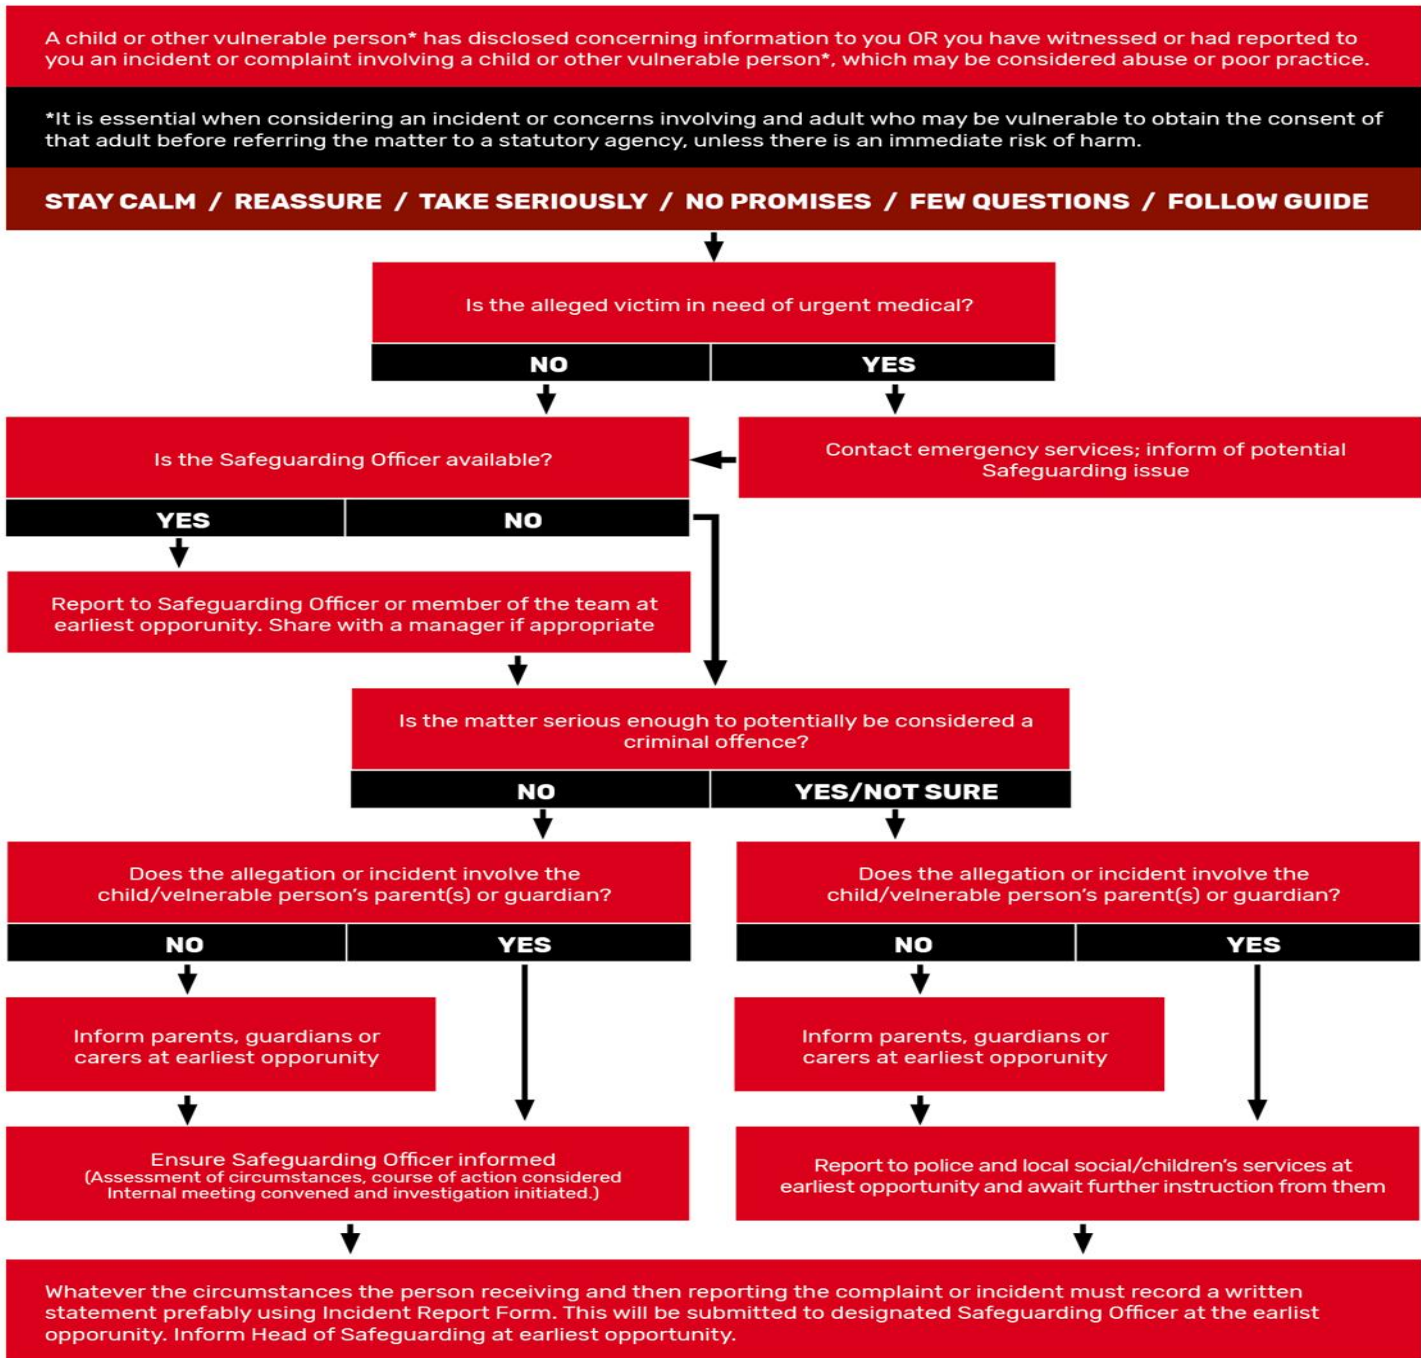 A child or other vulnerable person* has disclosed concerning information to you OR you have witnessed or had reported to
you an incident or complaint involving a child or other vulnerable person*, which may be considered abuse or poor practice.
*It is essential when considering an incident or concerns involving and adult who may be vulnerable to obtain the consent of
that adult before referring the matter to a statutory agency, unless there is an immediate risk of harm.
STAY CALM / REASSURE / TAKE SERIOUSLY / NO PROMISES / FEW QUESTIONS / FOLLOW GUIDE
Is the alleged victim in need of urgent medical?
NO
YES
Is the Safeguarding Officer available?
YES
NO
Contact emergency services; inform of potential
Safeguarding issue
Report to Safeguarding Officer or member of the team at
earliest opporunity. Share with a manager if appropriate
Is the matter serious enough to potentially be considered a
criminal offence?
NO
YES/NOT SURE
Does the allegation or incident involve the
child/velnerable person's parent(s) or guardian?
NO
YES
Inform parents, guardians or
carers at earliest opporunity
Ensure Safeguarding Officer informed
(Assessment of circumstances, course of action considered
Internal meeting convened and investigation initiated.)
Does the allegation or incident involve the
child/velnerable person's parent(s) or guardian?
NO
YES
Inform parents, guardians or
carers at earliest opporunity
Report to police and local social/children's services at
earliest opportunity and await further instruction from them
Whatever the circumstances the person receiving and then reporting the complaint or incident must record a written
statement prefably using Incident Report Form. This will be submitted to designated Safeguarding Officer at the earlist
opporunity. Inform Head of Safeguarding at earliest opportunity.